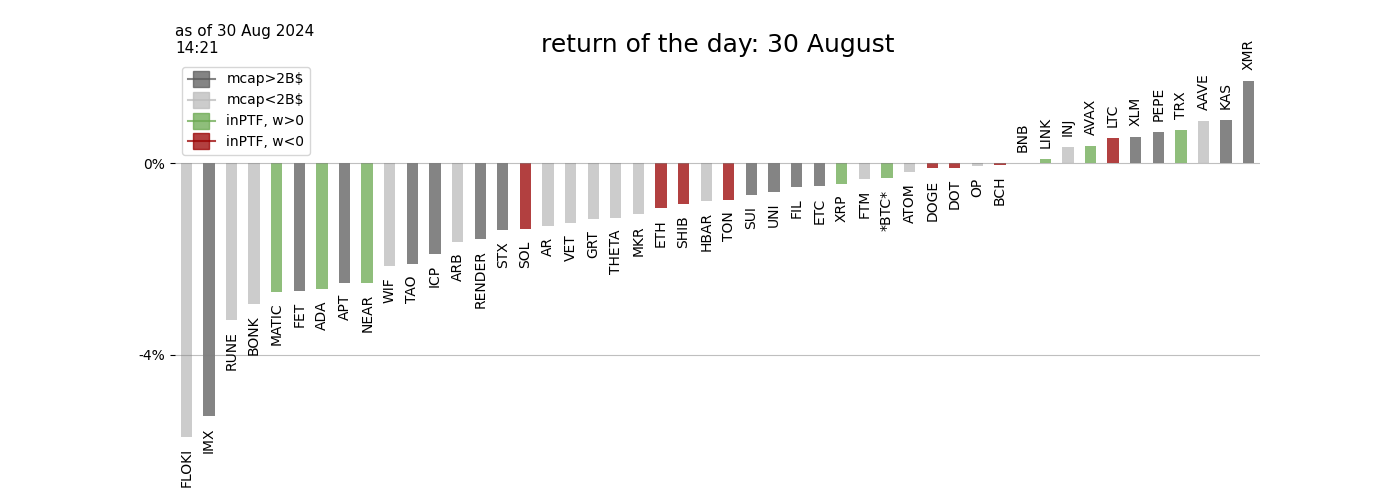 as of 30 Aug 2024
14:21
return of the day: 30 August
mcap>2B$
mcap<2B$
inPTF, w>0
inPTF, w<0
0%
-4%
FLOKI
IMX
RUNE
BONK
MATIC
FET
ADA
APT
NEAR
WIF
TAO
ICP
ARB
RENDER
STX
SOL
AR
VET
GRT
THETA
MKR
ETH
SHIB
HBAR
TON
SUI
UNI
FIL
ETC
XRP
FTM
*BTC*
ATOM
DOGE
DOT
OP
BCH
BNB
LINK
INJ
AVAX
LTC
XLM
PEPE
TRX
AAVE
KAS
XMR